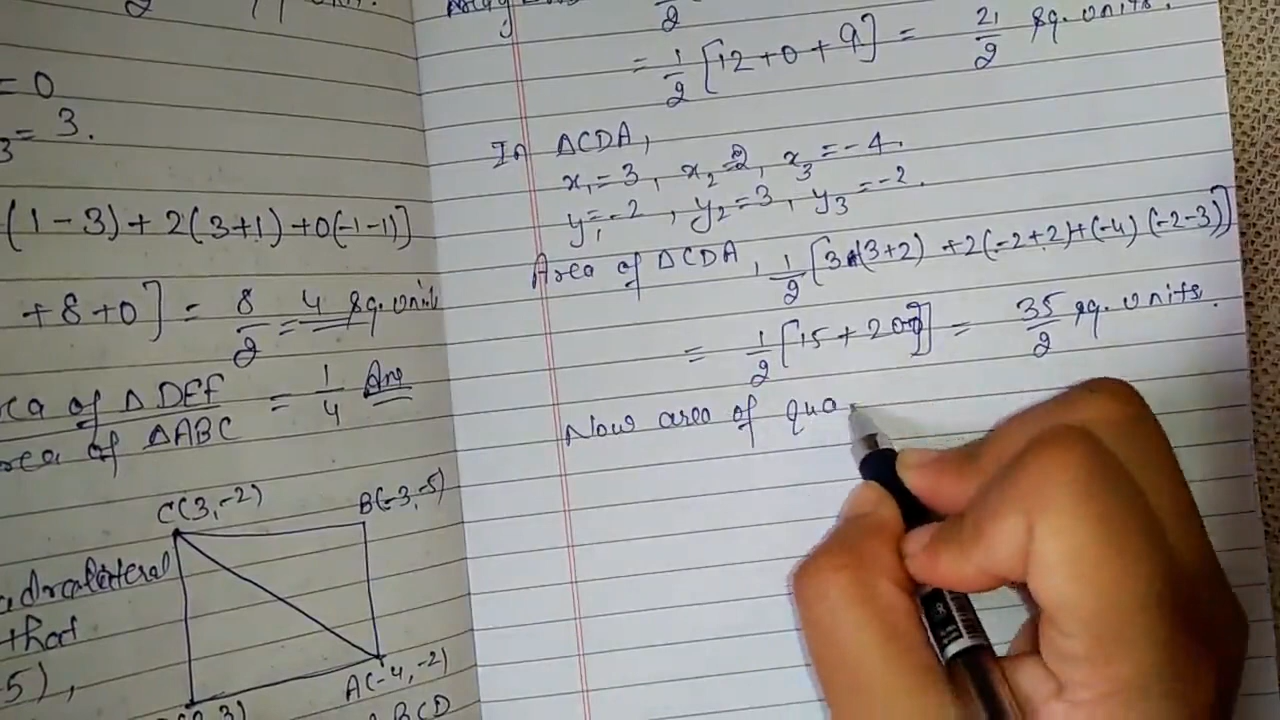 = 0
3 = 3.
(1-3) + 2(3+1) + 0(-1-1)]
+8+0] = 8/2 = 4 sq. units
area of ΔDEF / area of ΔABC = 1/4 Ans
C(3,-2)
B(-3,-5)
that
5),
A(-4,-2)
= 1/2 [12+0+9] = 21/2 sq. units.
In ΔCDA,
x₁=3, x₂=2, x₃=-4.
y₁=-2, y₂=3, y₃=-2.
Area of ΔCDA, 1/2 [3(3+2) +2(-2+2)+(-4)(-2-3)]
= 1/2 [15+20] = 35/2 sq. units.
Now area of qua